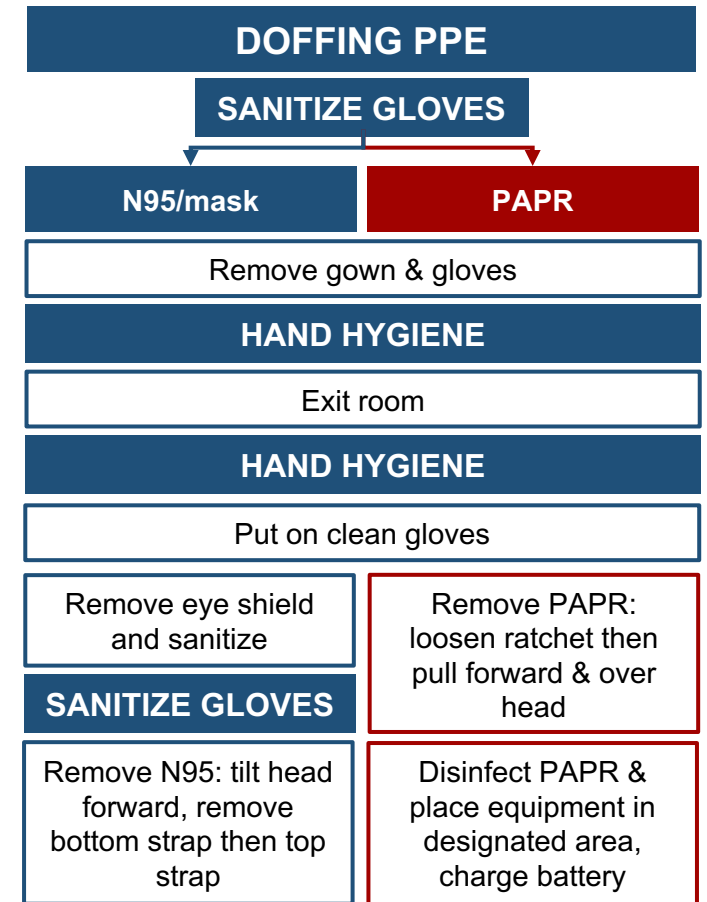 DOFFING PPE
SANITIZE GLOVES
N95/mask
PAPR
Remove gown & gloves
HAND HYGIENE
Exit room
HAND HYGIENE
Put on clean gloves
Remove eye shield
and sanitize
SANITIZE GLOVES
Remove N95: tilt head
forward, remove
bottom strap then top
strap
Remove PAPR:
loosen ratchet then
pull forward & over
head
Disinfect PAPR &
place equipment in
designated area,
charge battery